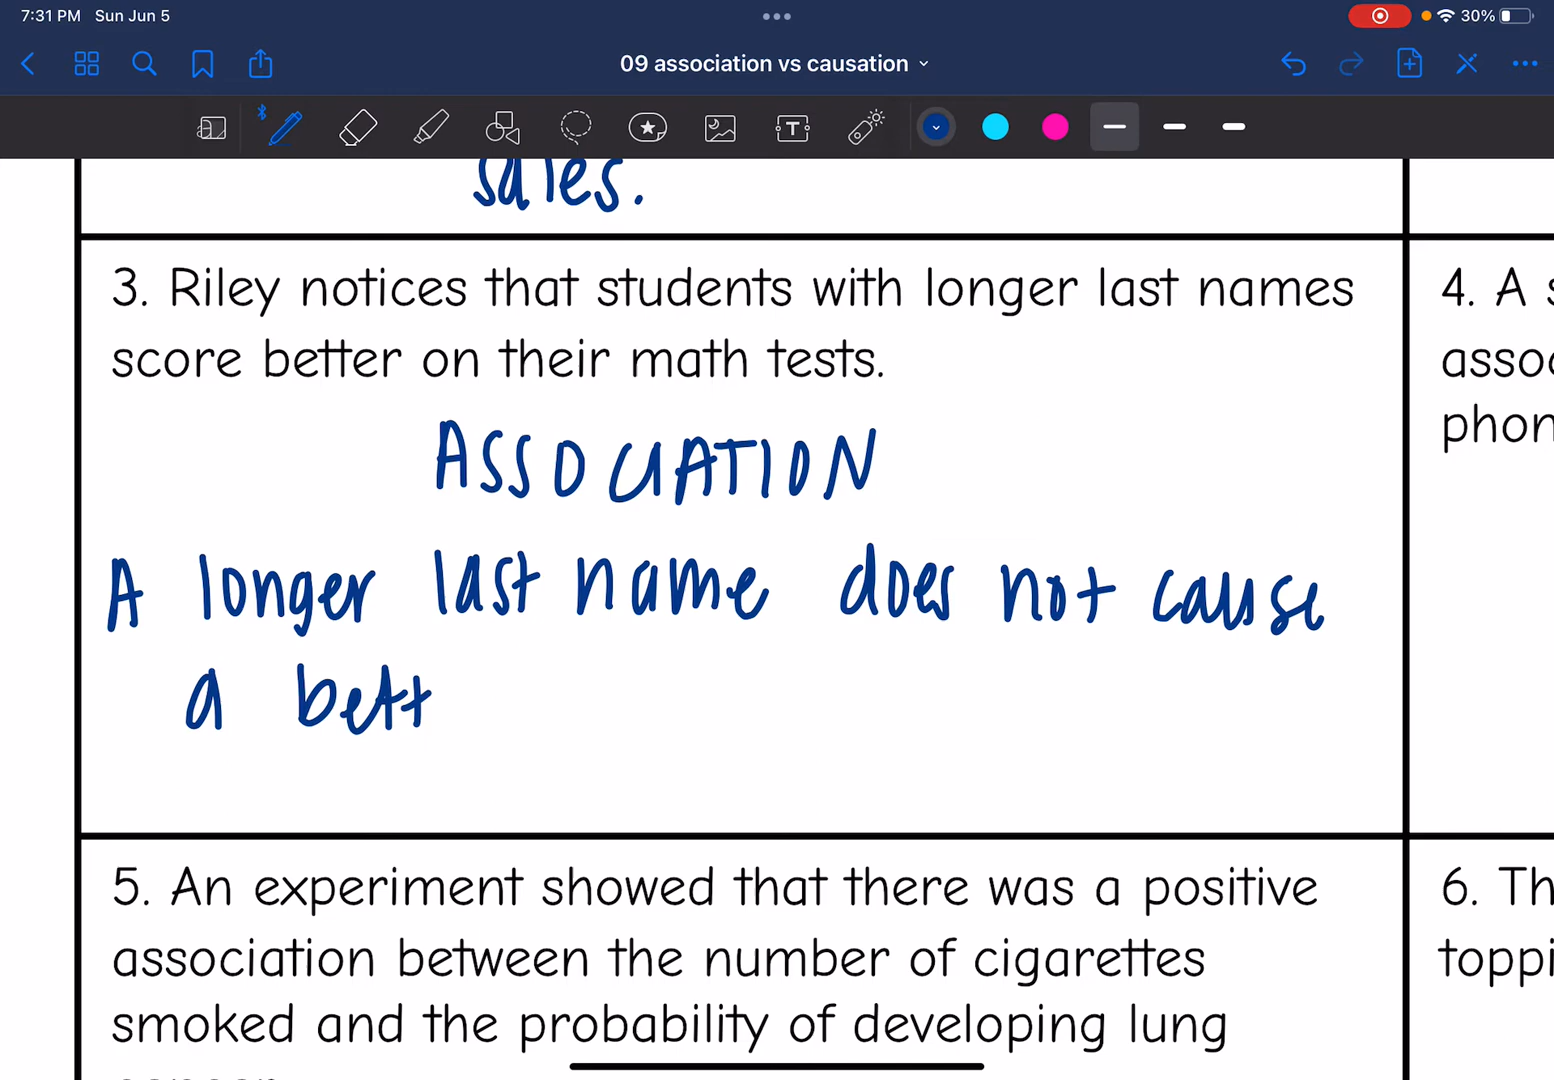 7:31 PM Sun Jun 5
30%
09 association vs causation
T
sales.
3. Riley notices that students with longer last names
score better on their math tests.
ASSOCIATION
A longer last name does not cause
a bett
4. A s
assoc
phon
5. An experiment showed that there was a positive
association between the number of cigarettes
smoked and the probability of developing lung
6. Th
toppi